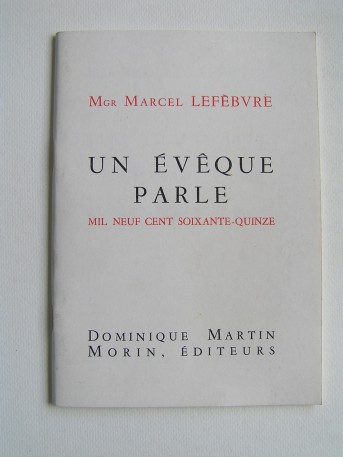 Mgr Marcel LEFÈBVRE
UN ÉVÊQUE
PARLE
MIL NEUF CENT SOIXANTE-QUINZE
Dominique Martin
Morin, éditeurs